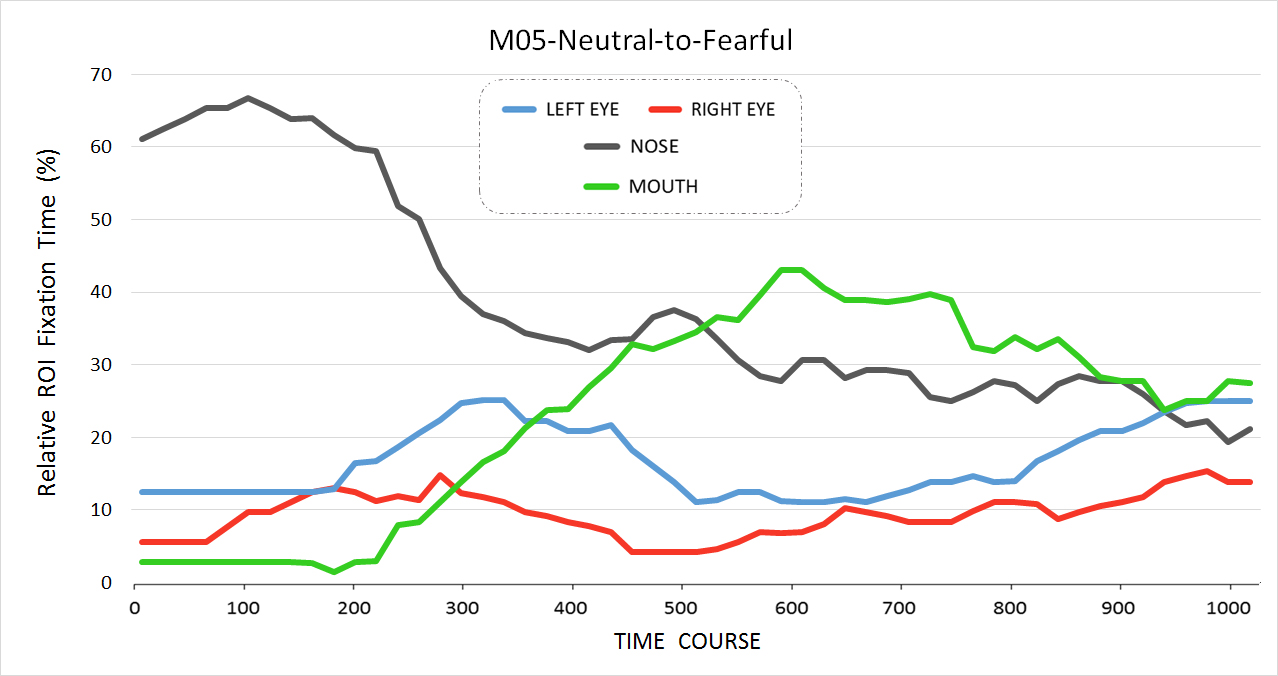 M05-Neutral-to-Fearful
LEFT EYE RIGHT EYE
NOSE
MOUTH
Relative ROI Fixation Time (%)
70
60
50
40
30
20
10
0
0 100 200 300 400 500 600 700 800 900 1000
TIME COURSE